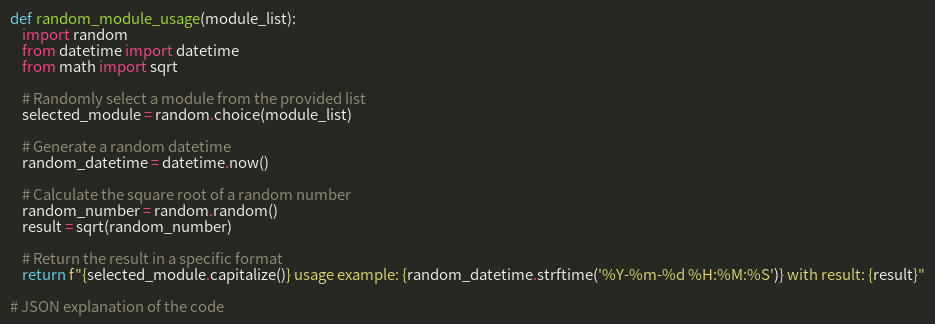 def random_module_usage(module_list):
    import random
    from datetime import datetime
    from math import sqrt

    # Randomly select a module from the provided list
    selected_module = random.choice(module_list)

    # Generate a random datetime
    random_datetime = datetime.now()

    # Calculate the square root of a random number
    random_number = random.random()
    result = sqrt(random_number)

    # Return the result in a specific format
    return f"{selected_module.capitalize()} usage example: {random_datetime.strftime('%Y-%m-%d %H:%M:%S')} with result: {result}"

# JSON explanation of the code